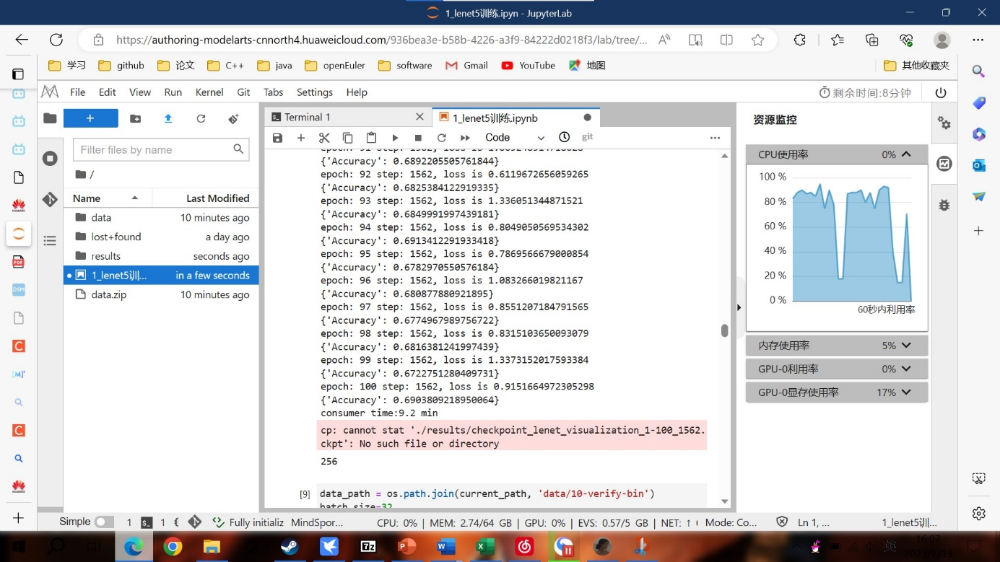 1_lenet5训练.ipyn - JupyterLab
https://authoring-modelarts-cnnorth4.huaweicloud.com/936bea3e-b58b-4226-a3f9-84222d0218f3/lab/tree/...
学习 github 论文 C++ java openEuler software Gmail YouTube 地图 其他收藏夹
File Edit View Run Kernel Git Tabs Settings Help 剩余时间:8分钟
Terminal 1 1_lenet5训练.ipynb
Code git
Filter files by name
/
Name Last Modified
data 10 minutes ago
lost+found a day ago
results seconds ago
1_lenet5训... in a few seconds
data.zip 10 minutes ago
{'Accuracy': 0.6892205505761844}
epoch: 92 step: 1562, loss is 0.6119672656059265
{'Accuracy': 0.6825384122919335}
epoch: 93 step: 1562, loss is 1.336051344871521
{'Accuracy': 0.6849991997439181}
epoch: 94 step: 1562, loss is 0.8049050569534302
{'Accuracy': 0.6913412291933418}
epoch: 95 step: 1562, loss is 0.7869566679000854
{'Accuracy': 0.6782970550576184}
epoch: 96 step: 1562, loss is 1.083266019821167
{'Accuracy': 0.680877880921895}
epoch: 97 step: 1562, loss is 0.8551207184791565
{'Accuracy': 0.6774967989756722}
epoch: 98 step: 1562, loss is 0.8315103650093079
{'Accuracy': 0.6816381241997439}
epoch: 99 step: 1562, loss is 1.3373152017593384
{'Accuracy': 0.6722751280409731}
epoch: 100 step: 1562, loss is 0.9151664972305298
{'Accuracy': 0.6903809218950064}
consumer time:9.2 min
cp: cannot stat './results/checkpoint_lenet_visualization_1-100_1562.
ckpt': No such file or directory
256
[9] data_path = os.path.join(current_path, 'data/10-verify-bin')
batch_size=32
资源监控
CPU使用率 0%
100 %
80 %
60 %
40 %
20 %
0 %
60秒内利用率
内存使用率 5%
GPU-0利用率 0%
GPU-0显存使用率 17%
Simple 1 1 Fully initializ MindSpor... CPU: 0% | MEM: 2.74/64 GB | GPU: 0% | EVS: 0.57/5 GB | NET: ↑ Mode: Co... Ln 1, ... 1_lenet5训...
16:07